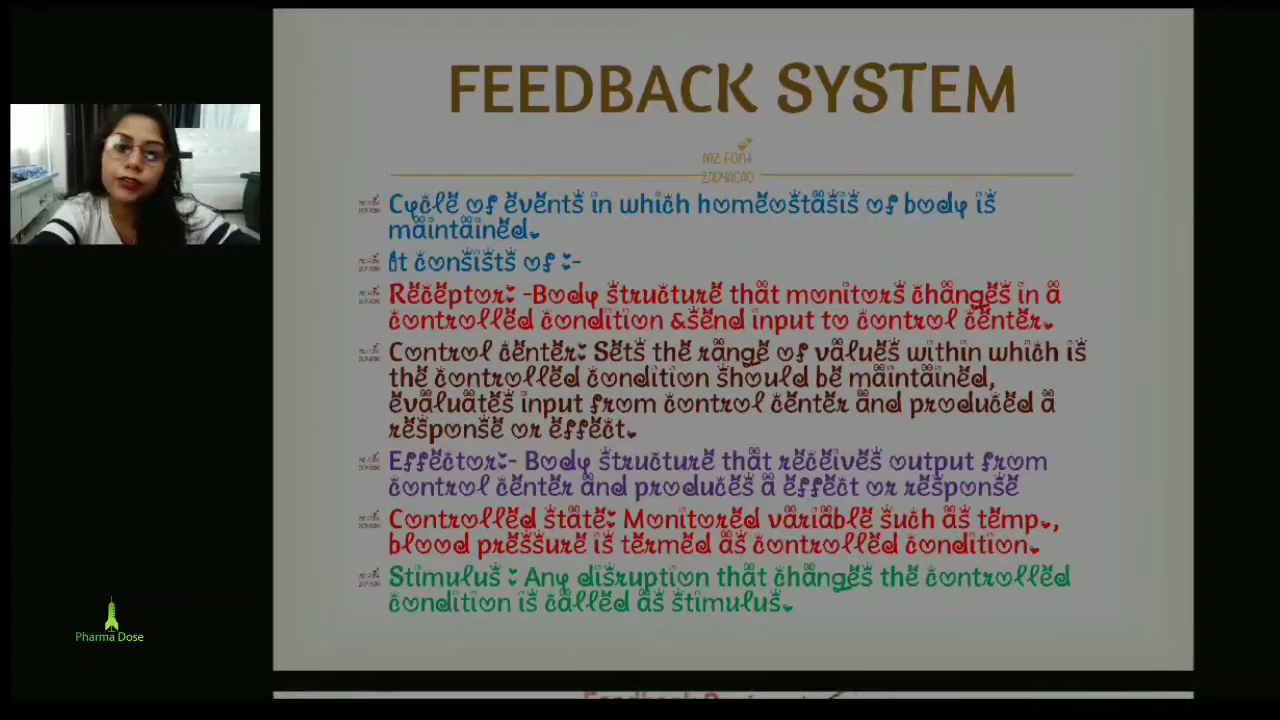 FEEDBACK SYSTEM
MZ FONT
ZADYACAO
Cycle of events in which homeostasis of body is
maintained.
It consists of :-
Receptor: -Body structure that monitors changes in a
controlled condition &send input to control center.
Control center: Sets the range of values within which is
the controlled condition should be maintained,
evaluates input from control center and produced a
response or effect.
Effector:- Body structure that receives output from
control center and produces a effect or response
Controlled state: Monitored variable such as temp.,
blood pressure is termed as controlled condition.
Stimulus : Any disruption that changes the controlled
condition is called as stimulus.
Pharma Dose